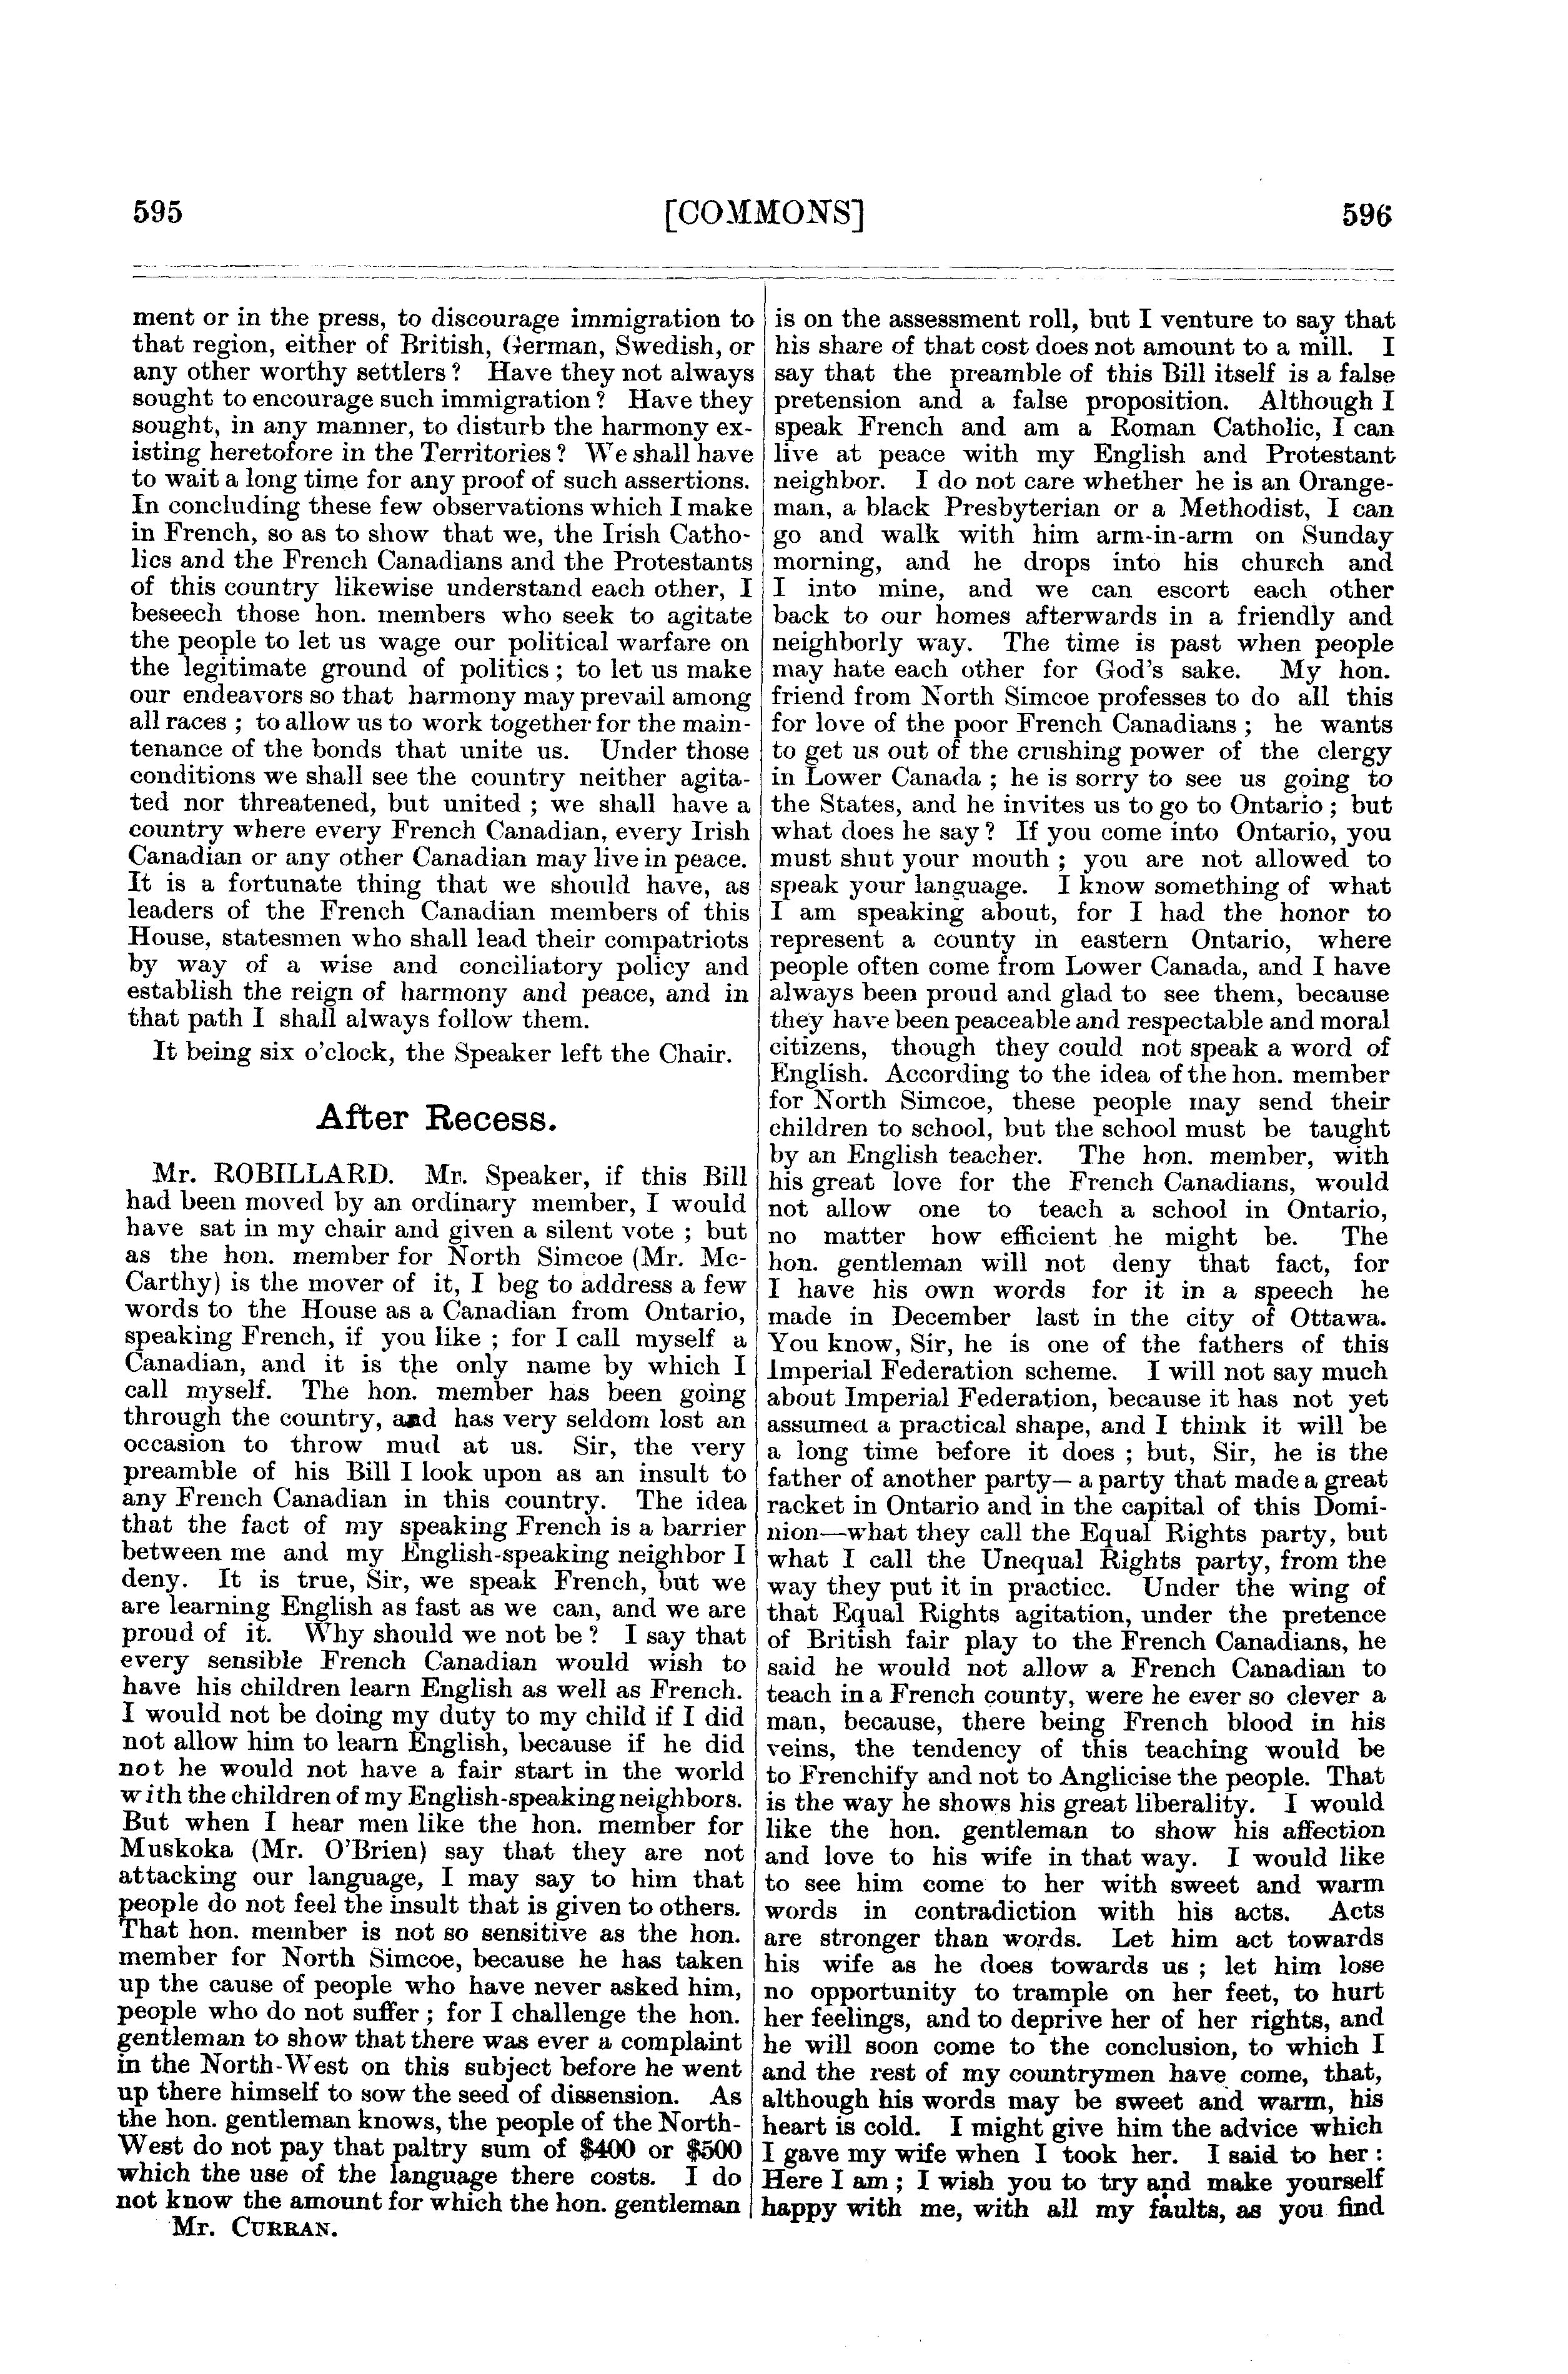 595
[COMMONS]
596
ment or in the press, to discourage immigration to
that region, either of British, German, Swedish, or
any other worthy settlers? Have they not always
sought to encourage such immigration? Have they
sought, in any manner, to disturb the harmony ex-
isting heretofore in the Territories? We shall have
to wait a long time for any proof of such assertions.
In concluding these few observations which I make
in French, so as to show that we, the Irish Catho-
lics and the French Canadians and the Protestants
of this country likewise understand each other, I
beseech those hon. members who seek to agitate
the people to let us wage our political warfare on
the legitimate ground of politics; to let us make
our endeavors so that harmony may prevail among
all races; to allow us to work together for the main-
tenance of the bonds that unite us. Under those
conditions we shall see the country neither agita-
ted nor threatened, but united; we shall have a
country where every French Canadian, every Irish
Canadian or any other Canadian may live in peace.
It is a fortunate thing that we should have, as
leaders of the French Canadian members of this
House, statesmen who shall lead their compatriots
by way of a wise and conciliatory policy and
establish the reign of harmony and peace, and in
that path I shall always follow them.
It being six o'clock, the Speaker left the Chair.
After Recess.
Mr. ROBILLARD. Mr. Speaker, if this Bill
had been moved by an ordinary member, I would
have sat in my chair and given a silent vote; but
as the hon. member for North Simcoe (Mr. Mc-
Carthy) is the mover of it, I beg to address a few
words to the House as a Canadian from Ontario,
speaking French, if you like; for I call myself a
Canadian, and it is the only name by which I
call myself. The hon. member has been going
through the country, and has very seldom lost an
occasion to throw mud at us. Sir, the very
preamble of his Bill I look upon as an insult to
any French Canadian in this country. The idea
that the fact of my speaking French is a barrier
between me and my English-speaking neighbor I
deny. It is true, Sir, we speak French, but we
are learning English as fast as we can, and we are
proud of it. Why should we not be? I say that
every sensible French Canadian would wish to
have his children learn English as well as French.
I would not be doing my duty to my child if I did
not allow him to learn English, because if he did
not he would not have a fair start in the world
with the children of my English-speaking neighbors.
But when I hear men like the hon. member for
Muskoka (Mr. O'Brien) say that they are not
attacking our language, I may say to him that
people do not feel the insult that is given to others.
That hon. member is not so sensitive as the hon.
member for North Simcoe, because he has taken
up the cause of people who have never asked him,
people who do not suffer; for I challenge the hon.
gentleman to show that there was ever a complaint
in the North-West on this subject before he went
up there himself to sow the seed of dissension. As
the hon. gentleman knows, the people of the North-
West do not pay that paltry sum of $400 or $500
which the use of the language there costs. I do
not know the amount for which the hon. gentleman
Mr. CURRAN.
is on the assessment roll, but I venture to say that
his share of that cost does not amount to a mill. I
say that the preamble of this Bill itself is a false
pretension and a false proposition. Although I
speak French and am a Roman Catholic, I can
live at peace with my English and Protestant
neighbor. I do not care whether he is an Orange-
man, a black Presbyterian or a Methodist, I can
go and walk with him arm-in-arm on Sunday
morning, and he drops into his church and
I into mine, and we can escort each other
back to our homes afterwards in a friendly and
neighborly way. The time is past when people
may hate each other for God's sake. My hon.
friend from North Simcoe professes to do all this
for love of the poor French Canadians; he wants
to get us out of the crushing power of the clergy
in Lower Canada; he is sorry to see us going to
the States, and he invites us to go to Ontario; but
what does he say? If you come into Ontario, you
must shut your mouth; you are not allowed to
speak your language. I know something of what
I am speaking about, for I had the honor to
represent a county in eastern Ontario, where
people often come from Lower Canada, and I have
always been proud and glad to see them, because
they have been peaceable and respectable and moral
citizens, though they could not speak a word of
English. According to the idea of the hon. member
for North Simcoe, these people may send their
children to school, but the school must be taught
by an English teacher. The hon. member, with
his great love for the French Canadians, would
not allow one to teach a school in Ontario,
no matter how efficient he might be. The
hon. gentleman will not deny that fact, for
I have his own words for it in a speech he
made in December last in the city of Ottawa.
You know, Sir, he is one of the fathers of this
Imperial Federation scheme. I will not say much
about Imperial Federation, because it has not yet
assumed a practical shape, and I think it will be
a long time before it does; but, Sir, he is the
father of another party—a party that made a great
racket in Ontario and in the capital of this Domi-
nion—what they call the Equal Rights party, but
what I call the Unequal Rights party, from the
way they put it in practice. Under the wing of
that Equal Rights agitation, under the pretence
of British fair play to the French Canadians, he
said he would not allow a French Canadian to
teach in a French county, were he ever so clever a
man, because, there being French blood in his
veins, the tendency of this teaching would be
to Frenchify and not to Anglicise the people. That
is the way he shows his great liberality. I would
like the hon. gentleman to show his affection
and love to his wife in that way. I would like
to see him come to her with sweet and warm
words in contradiction with his acts. Acts
are stronger than words. Let him act towards
his wife as he does towards us; let him lose
no opportunity to trample on her feet, to hurt
her feelings, and to deprive her of her rights, and
he will soon come to the conclusion, to which I
and the rest of my countrymen have come, that,
although his words may be sweet and warm, his
heart is cold. I might give him the advice which
I gave my wife when I took her. I said to her:
Here I am; I wish you to try and make yourself
happy with me, with all my faults, as you find